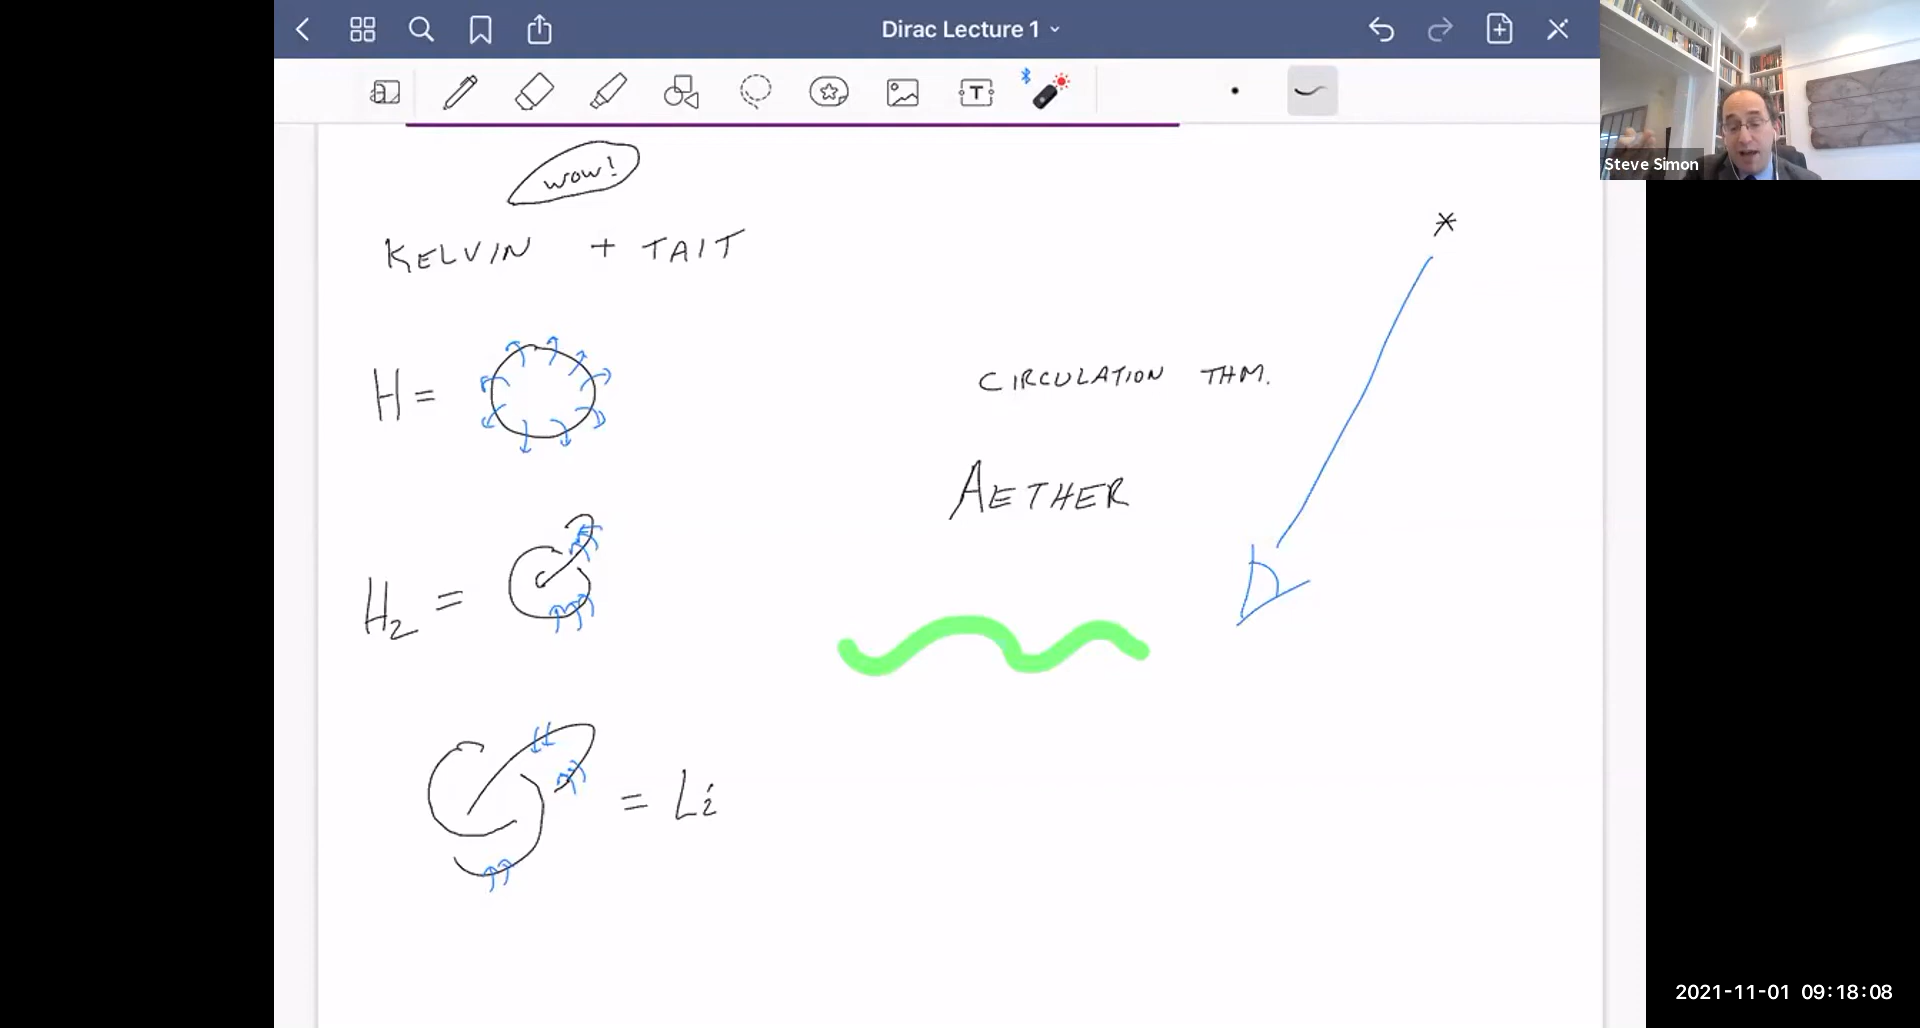 Dirac Lecture 1
T
Steve Simon
wow!
KELVIN + TAIT
H =
CIRCULATION THM.
AETHER
H₂ =
= Li
2021-11-01 09:18:08